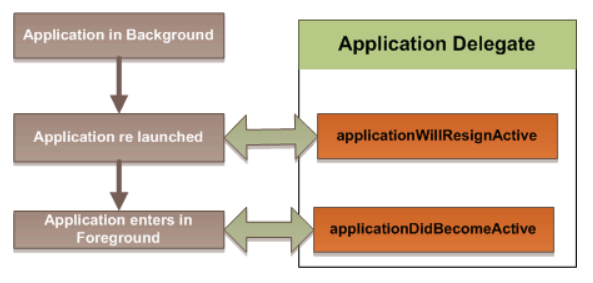 Application in Background
Application Delegate
Application re launched
applicationWillResignActive
Application enters in
Foreground
applicationDidBecomeActive